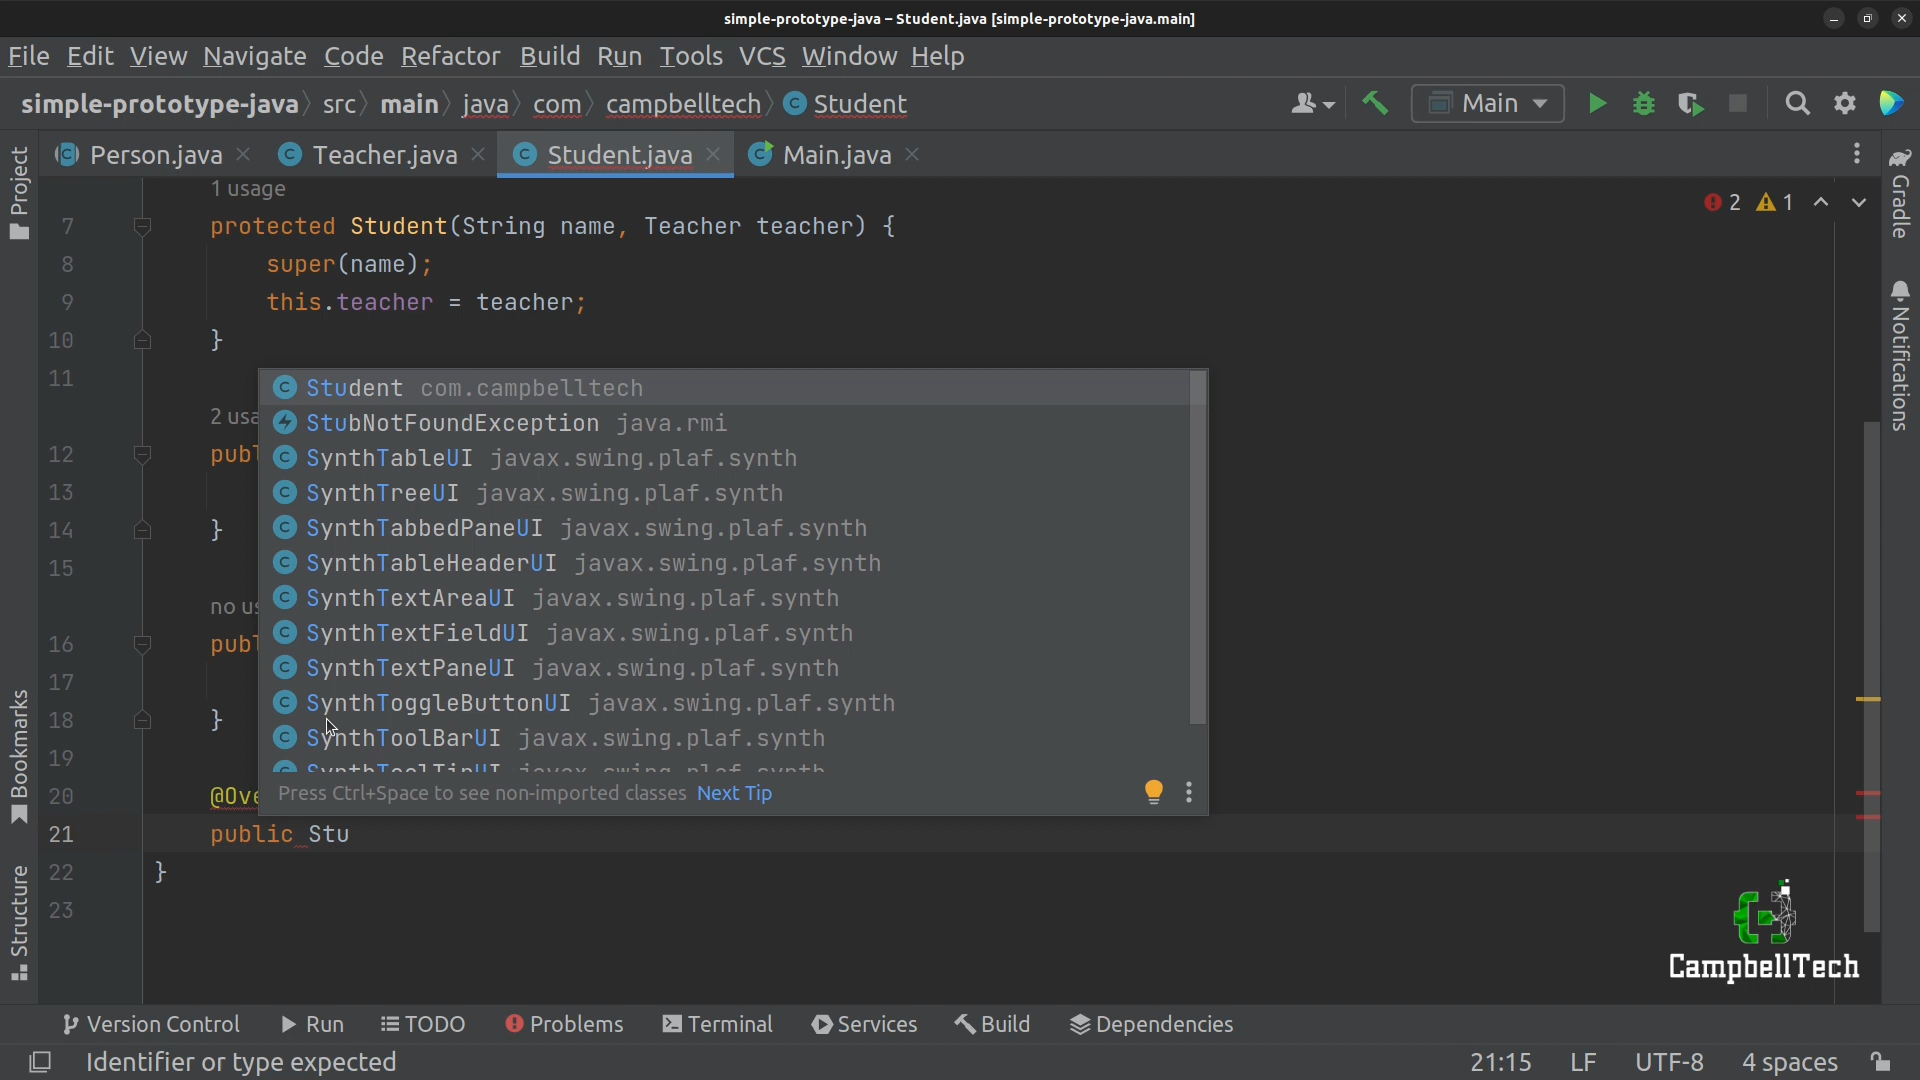 simple-prototype-java – Student.java [simple-prototype-java.main]
File Edit View Navigate Code Refactor Build Run Tools VCS Window Help
simple-prototype-java src main java com campbelltech Student
Main
Person.java Teacher.java Student.java Main.java
Project
Bookmarks
Structure
Gradle
Notifications
1 usage
2 1
7 protected Student(String name, Teacher teacher) {
8 super(name);
9 this.teacher = teacher;
10 }
11
2 usa
12 publ
13
14 }
15
no us
16 publ
17
18 }
19
20 @Ove
21 public Stu
22 }
23
Student com.campbelltech
StubNotFoundException java.rmi
SynthTableUI javax.swing.plaf.synth
SynthTreeUI javax.swing.plaf.synth
SynthTabbedPaneUI javax.swing.plaf.synth
SynthTableHeaderUI javax.swing.plaf.synth
SynthTextAreaUI javax.swing.plaf.synth
SynthTextFieldUI javax.swing.plaf.synth
SynthTextPaneUI javax.swing.plaf.synth
SynthToggleButtonUI javax.swing.plaf.synth
SynthToolBarUI javax.swing.plaf.synth
SynthToolTipUI javax.swing.plaf.synth
Press Ctrl+Space to see non-imported classes Next Tip
CampbellTech
Version Control Run TODO Problems Terminal Services Build Dependencies
Identifier or type expected 21:15 LF UTF-8 4 spaces